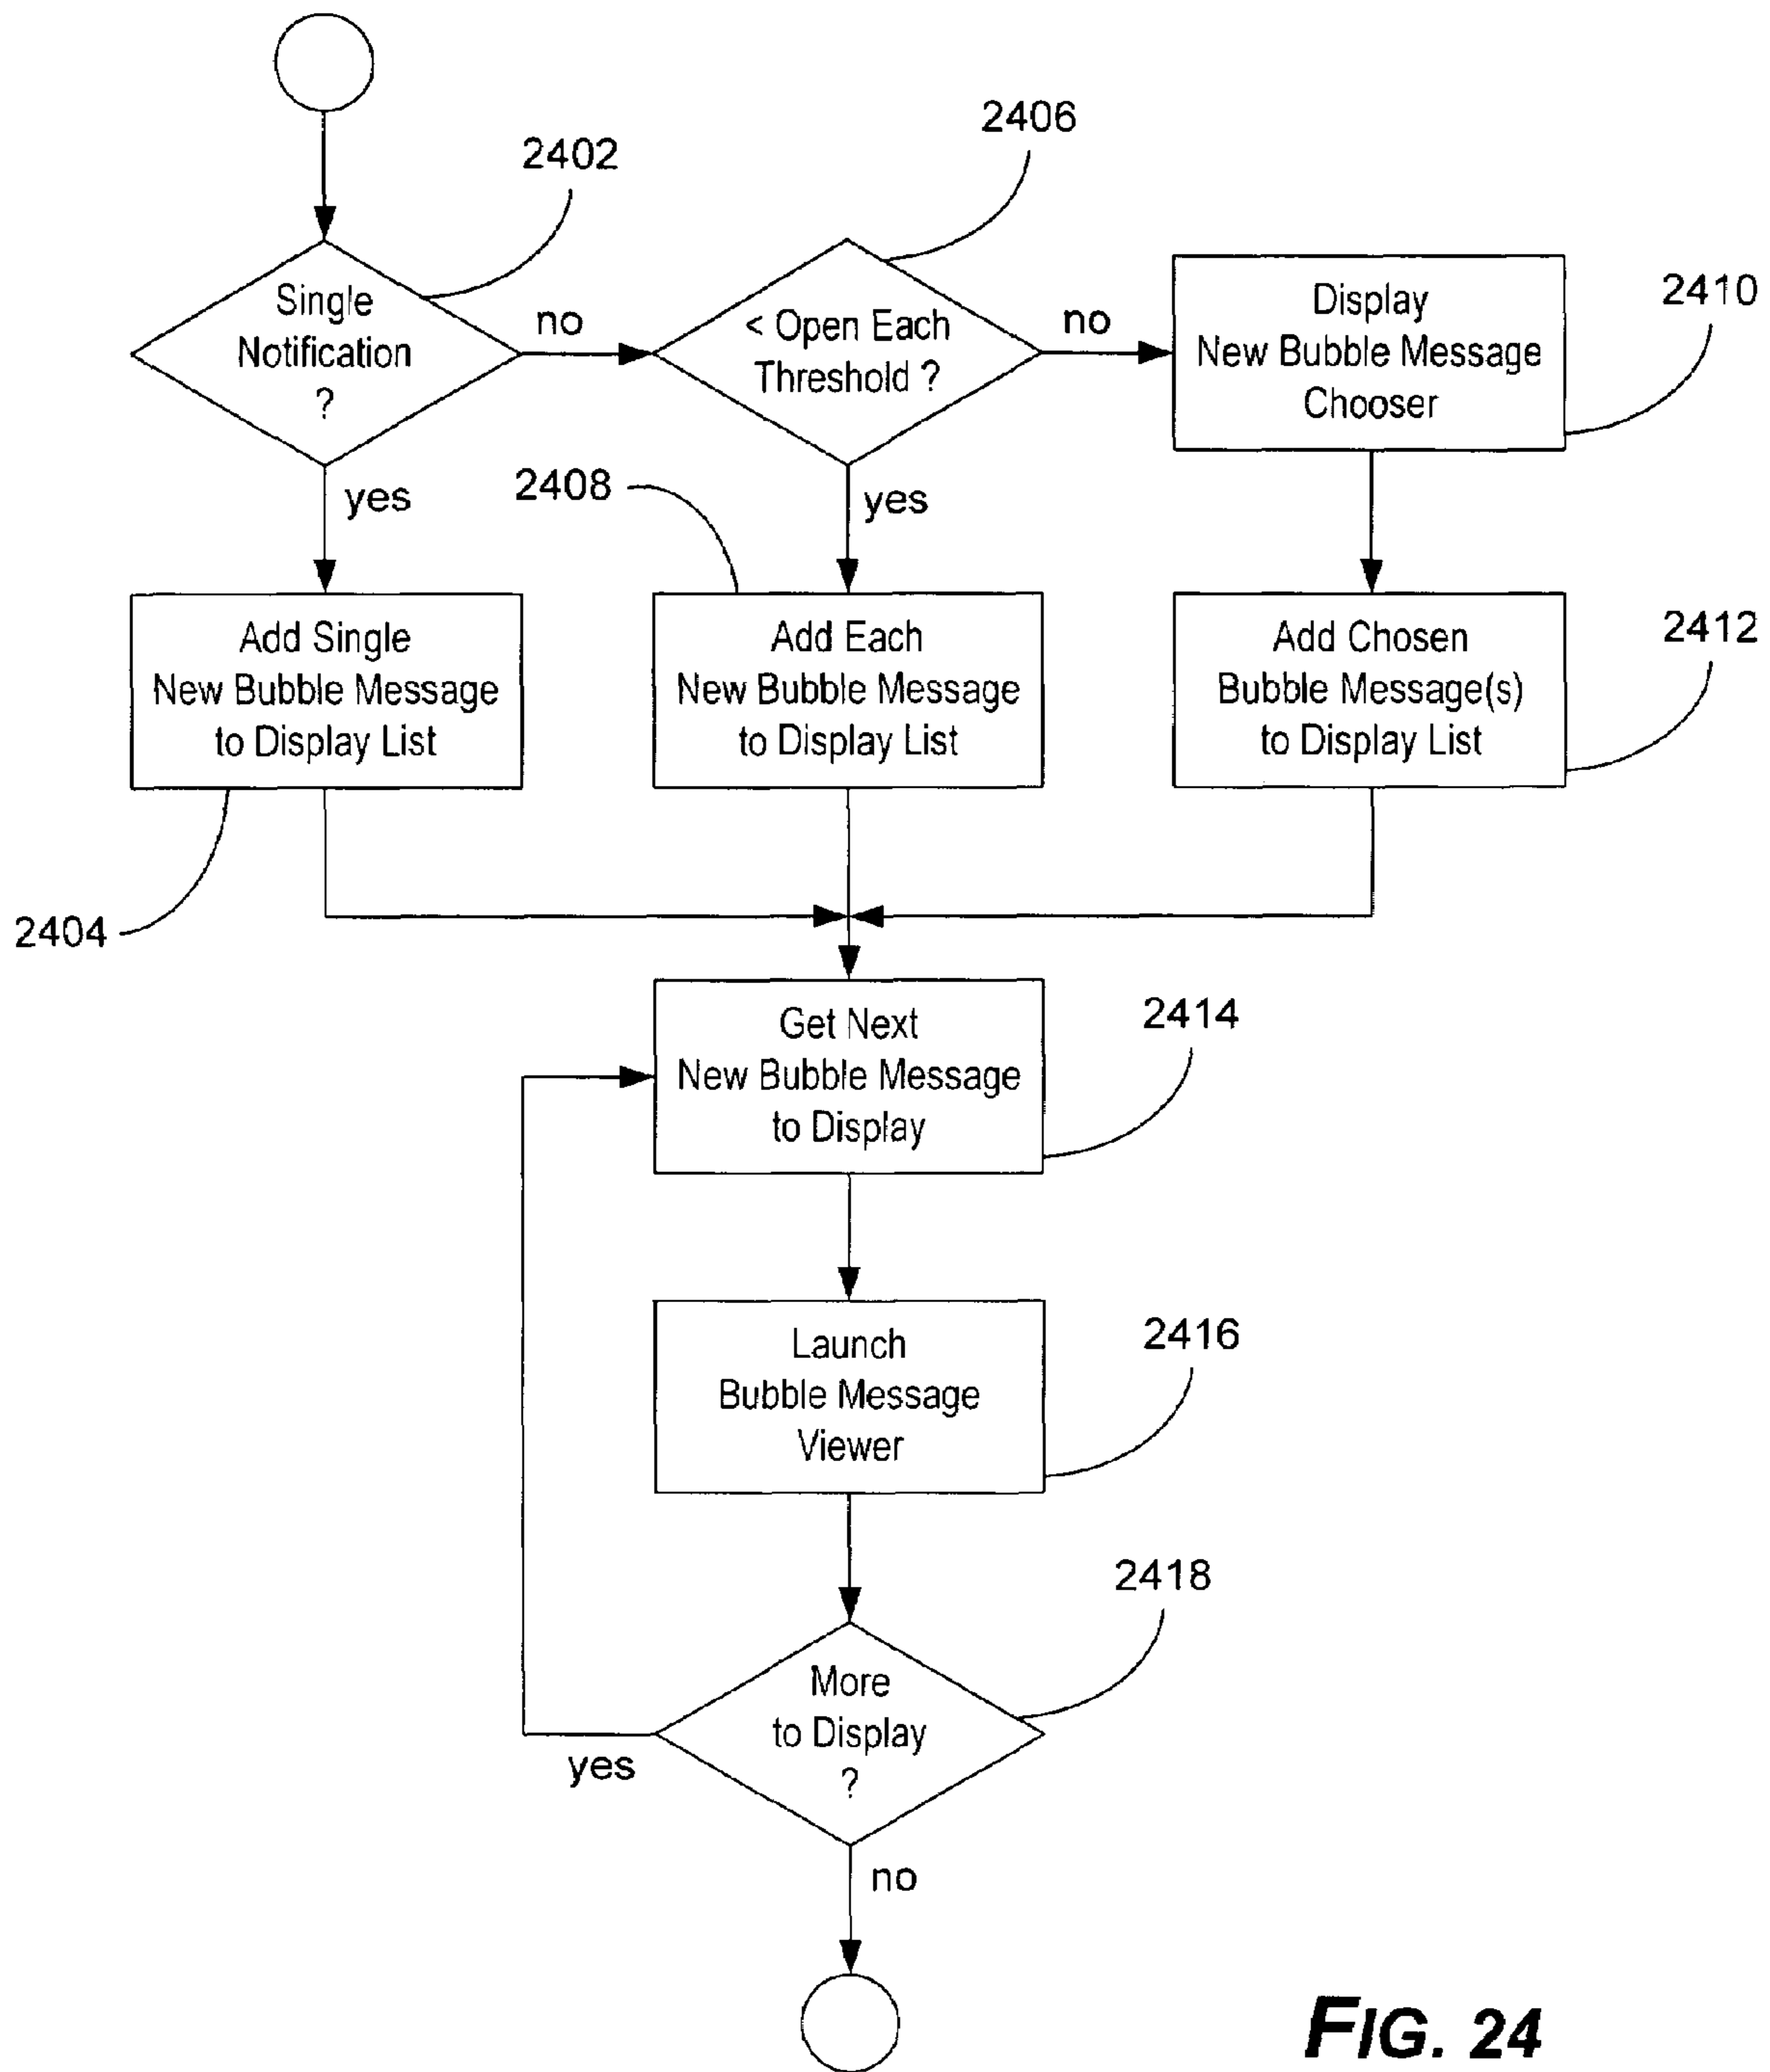 2406
2402
Single
Notification
?
no
< Open Each
Threshold ?
no
Display
New Bubble Message
Chooser
2410
yes
2408
yes
Add Single
New Bubble Message
to Display List
Add Each
New Bubble Message
to Display List
Add Chosen
Bubble Message(s)
to Display List
2412
2404
Get Next
New Bubble Message
to Display
2414
Launch
Bubble Message
Viewer
2416
2418
More
to Display
?
yes
no
FIG. 24